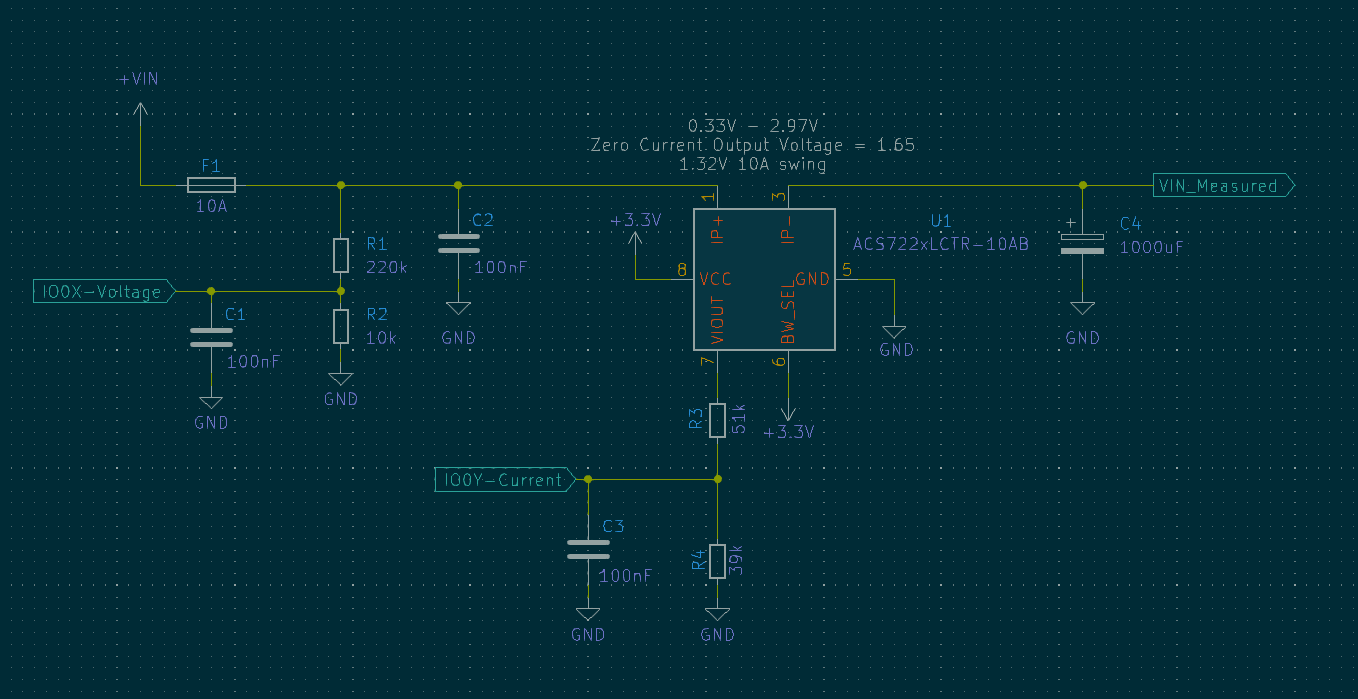 +VIN
0.33V - 2.97V
Zero Current Output Voltage = 1.65
1.32V 10A swing
F1
10A
1
3
VIN_Measured
+3.3V
IP+
IP-
U1
ACS722xLCTR-10AB
C2
100nF
C4
1000uF
+
R1
220k
8
VCC
GND
5
IO0X-Voltage
C1
100nF
R2
10k
GND
VIOUT
BW_SEL
GND
GND
7
6
GND
GND
R3
51k
+3.3V
IO0Y-Current
C3
100nF
R4
39k
GND
GND